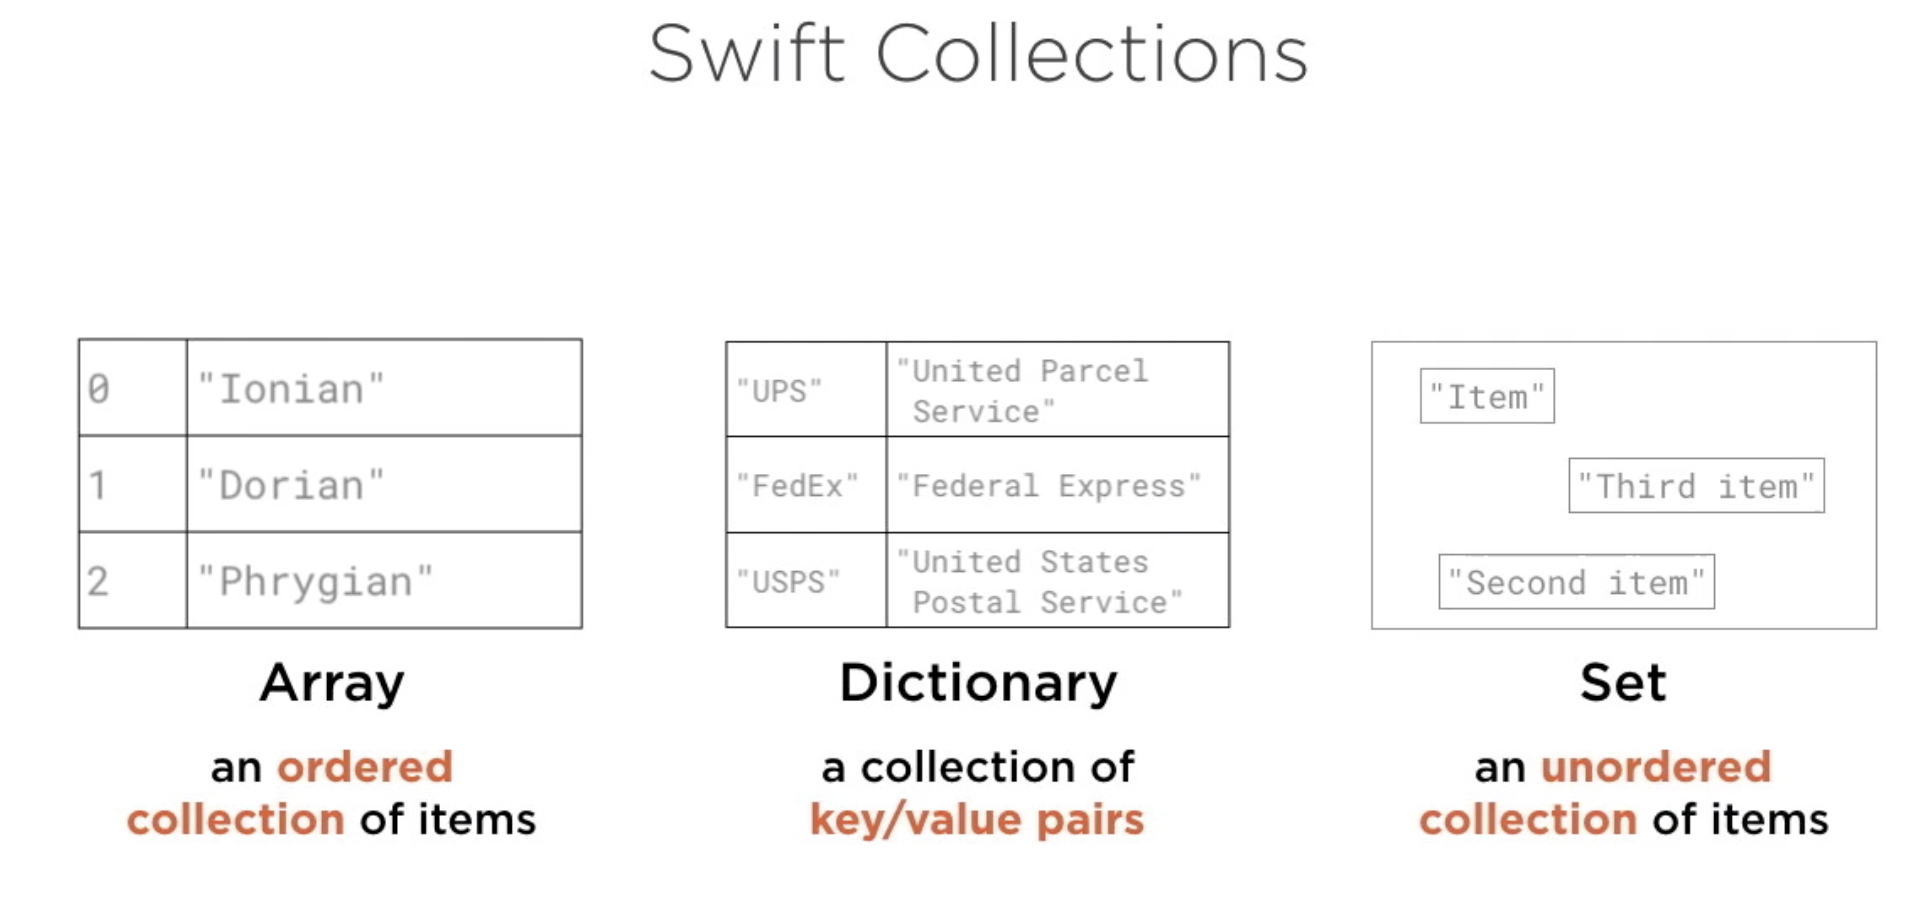 Swift Collections
0 "Ionian"
1 "Dorian"
2 "Phrygian"
Array
an ordered
collection of items
"UPS" "United Parcel
Service"
"FedEx" "Federal Express"
"USPS" "United States
Postal Service"
Dictionary
a collection of
key/value pairs
"Item"
"Third item"
"Second item"
Set
an unordered
collection of items